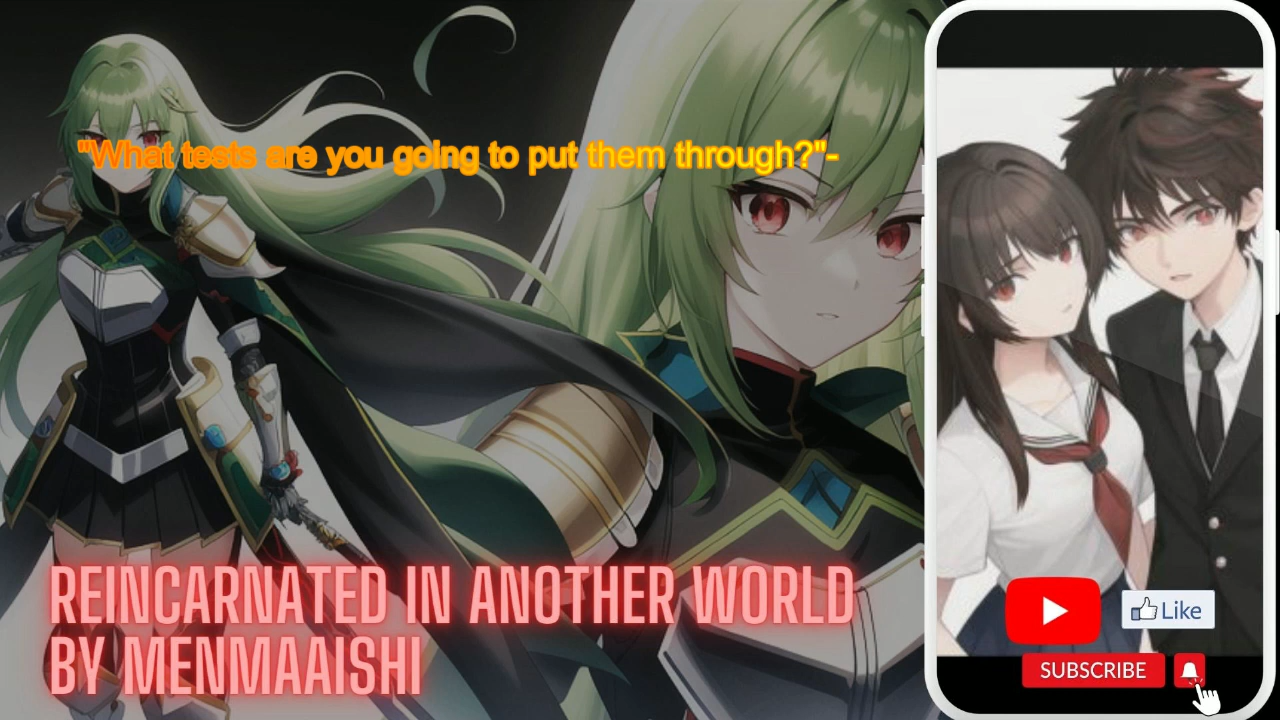 "What tests are you going to put them through?"-
REINCARNATED IN ANOTHER WORLD
BY MENMAAISHI
Like
SUBSCRIBE